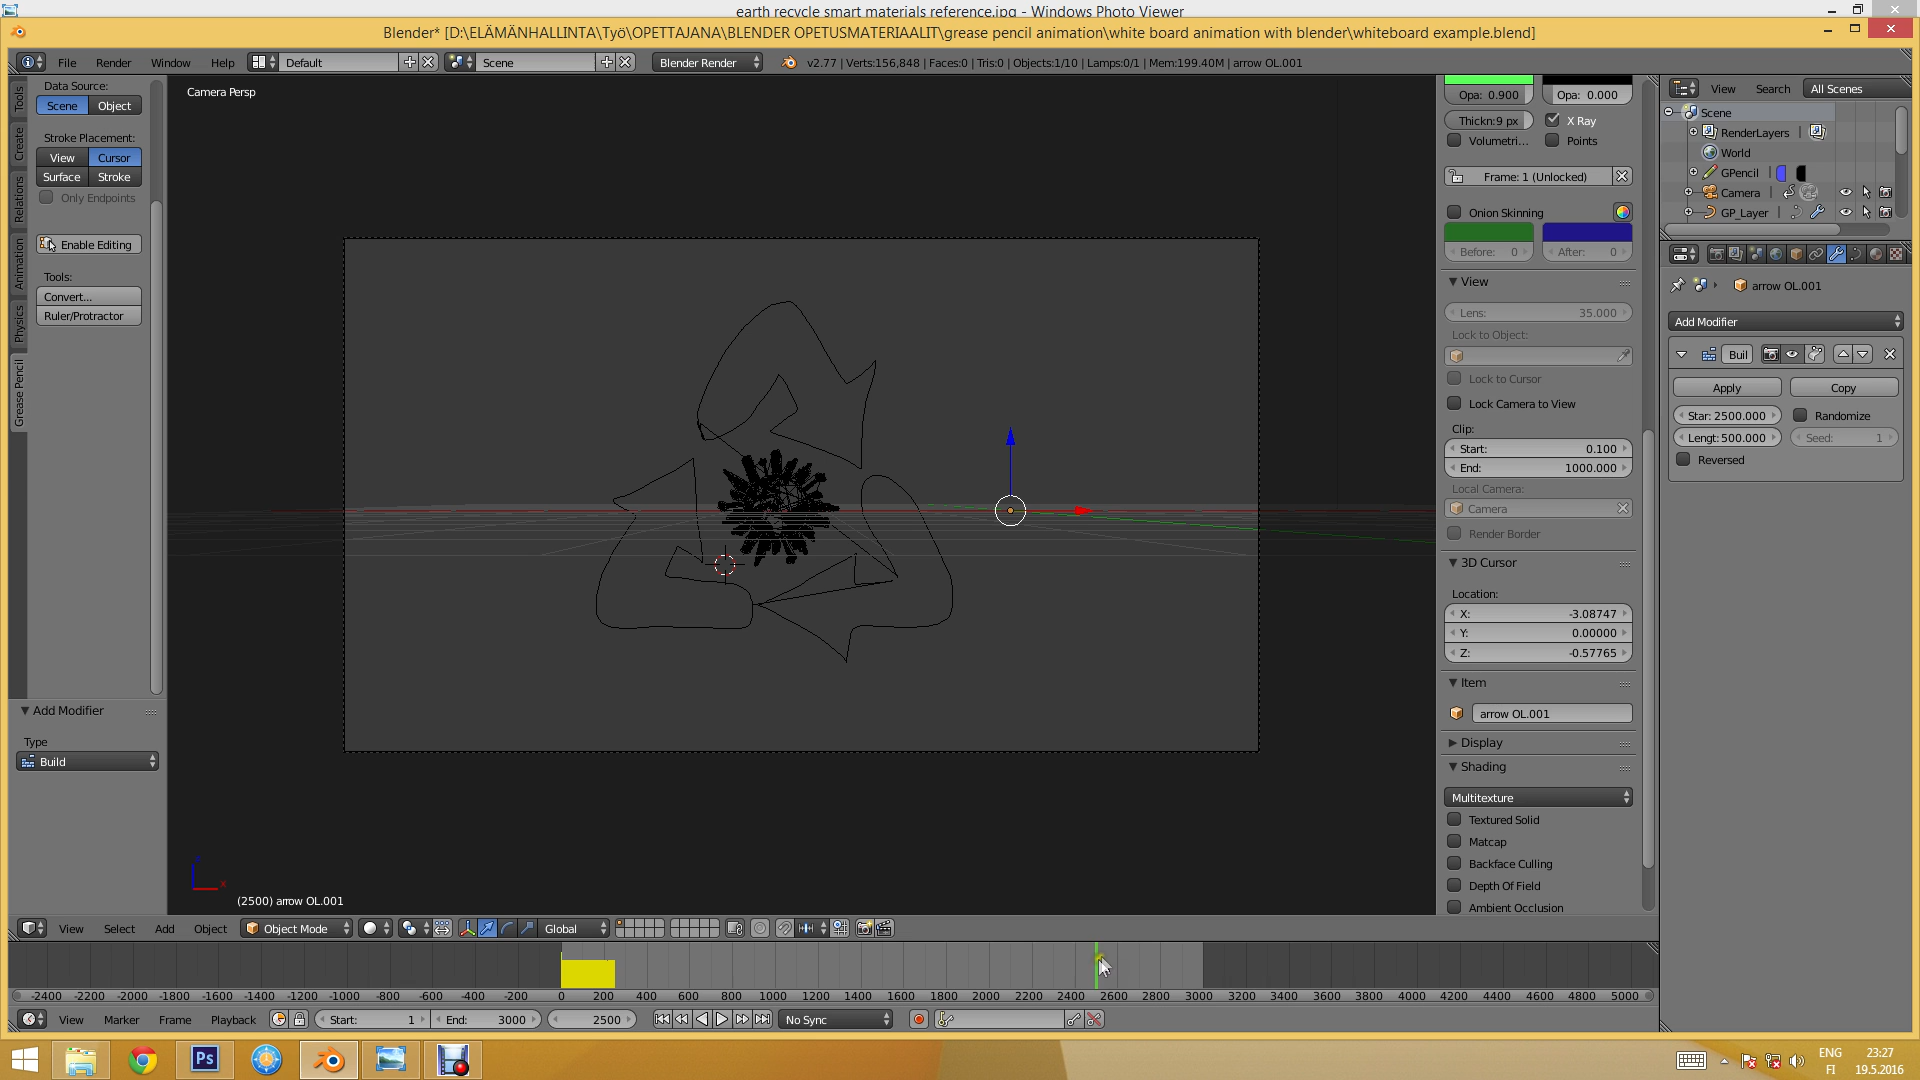 earth recycle smart materials reference.jpg - Windows Photo Viewer
Blender* [D:\ELÄMÄNHALLINTA\Työ\OPETTAJANA\BLENDER OPETUSMATERIAALIT\grease pencil animation\white board animation with blender\whiteboard example.blend]
File Render Window Help Default Scene Blender Render v2.77 | Verts:156,848 | Faces:0 | Tris:0 | Objects:1/10 | Lamps:0/1 | Mem:199.40M | arrow OL.001
Tools
Create
Relations
Animation
Physics
Grease Pencil
Data Source:
Scene Object
Stroke Placement:
View Cursor
Surface Stroke
Only Endpoints
Enable Editing
Tools:
Convert...
Ruler/Protractor
Add Modifier
Type
Build
Camera Persp
(2500) arrow OL.001
Opa: 0.900 Opa: 0.000
Thickn:9 px X Ray
Volumetri... Points
Frame: 1 (Unlocked)
Onion Skinning
Before: 0 After: 0
View
Lens: 35.000
Lock to Object:
Lock to Cursor
Lock Camera to View
Clip:
Start: 0.100
End: 1000.000
Local Camera:
Camera
Render Border
3D Cursor
Location:
X: -3.08747
Y: 0.00000
Z: -0.57765
Item
arrow OL.001
Display
Shading
Multitexture
Textured Solid
Matcap
Backface Culling
Depth Of Field
Ambient Occlusion
View Search All Scenes
Scene
RenderLayers
World
GPencil
Camera
GP_Layer
arrow OL.001
Add Modifier
Buil
Apply Copy
Star: 2500.000 Randomize
Lengt: 500.000 Seed: 1
Reversed
View Select Add Object Object Mode Global
-2400 -2200 -2000 -1800 -1600 -1400 -1200 -1000 -800 -600 -400 -200 0 200 400 600 800 1000 1200 1400 1600 1800 2000 2200 2400 2600 2800 3000 3200 3400 3600 3800 4000 4200 4400 4600 4800 5000
View Marker Frame Playback Start: 1 End: 3000 2500 No Sync
Ps
ENG 23:27
FI 19.5.2016